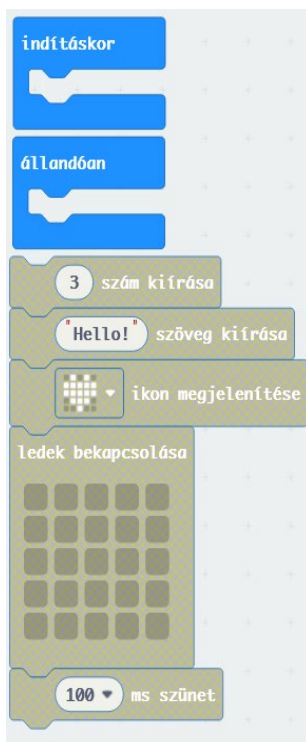 indításkor
állandóan
3 szám kiírása
"Hello!" szöveg kiírása
ikon megjelenítése
ledek bekapcsolása
100 ms szünet